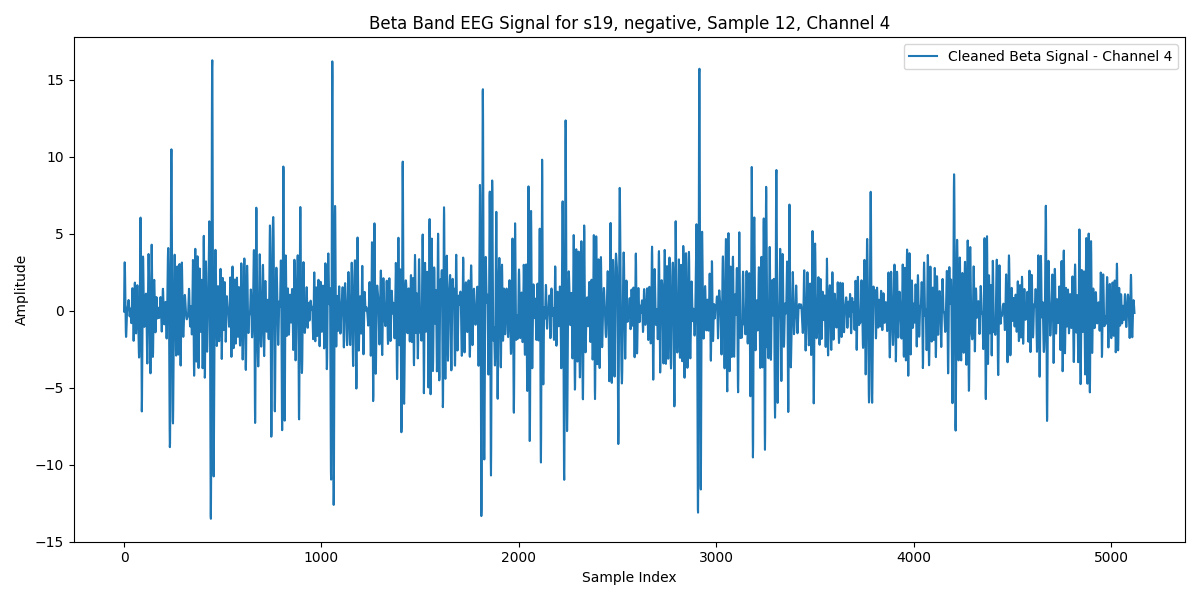 Beta Band EEG Signal for s19, negative, Sample 12, Channel 4
Cleaned Beta Signal - Channel 4
Amplitude
15
10
5
0
−5
−10
−15
0 1000 2000 3000 4000 5000
Sample Index